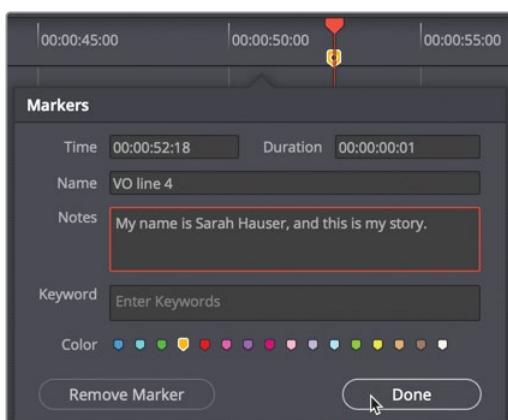 00:00:45:00 00:00:50:00 00:00:55:00
Markers
Time 00:00:52:18 Duration 00:00:00:01
Name VO line 4
Notes My name is Sarah Hauser, and this is my story.
Keyword Enter Keywords
Color
Remove Marker Done